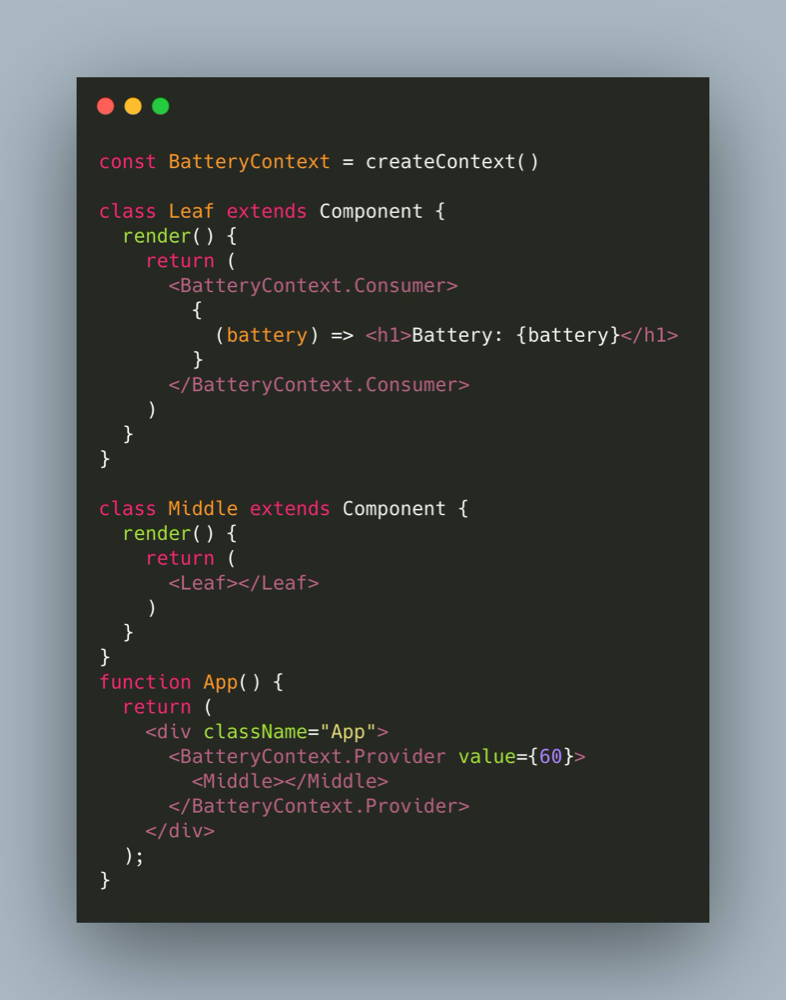 const BatteryContext = createContext()

class Leaf extends Component {
  render() {
    return (
      <BatteryContext.Consumer>
        {
          (battery) => <h1>Battery: {battery}</h1>
        }
      </BatteryContext.Consumer>
    )
  }
}

class Middle extends Component {
  render() {
    return (
      <Leaf></Leaf>
    )
  }
}
function App() {
  return (
    <div className="App">
      <BatteryContext.Provider value={60}>
        <Middle></Middle>
      </BatteryContext.Provider>
    </div>
  );
}